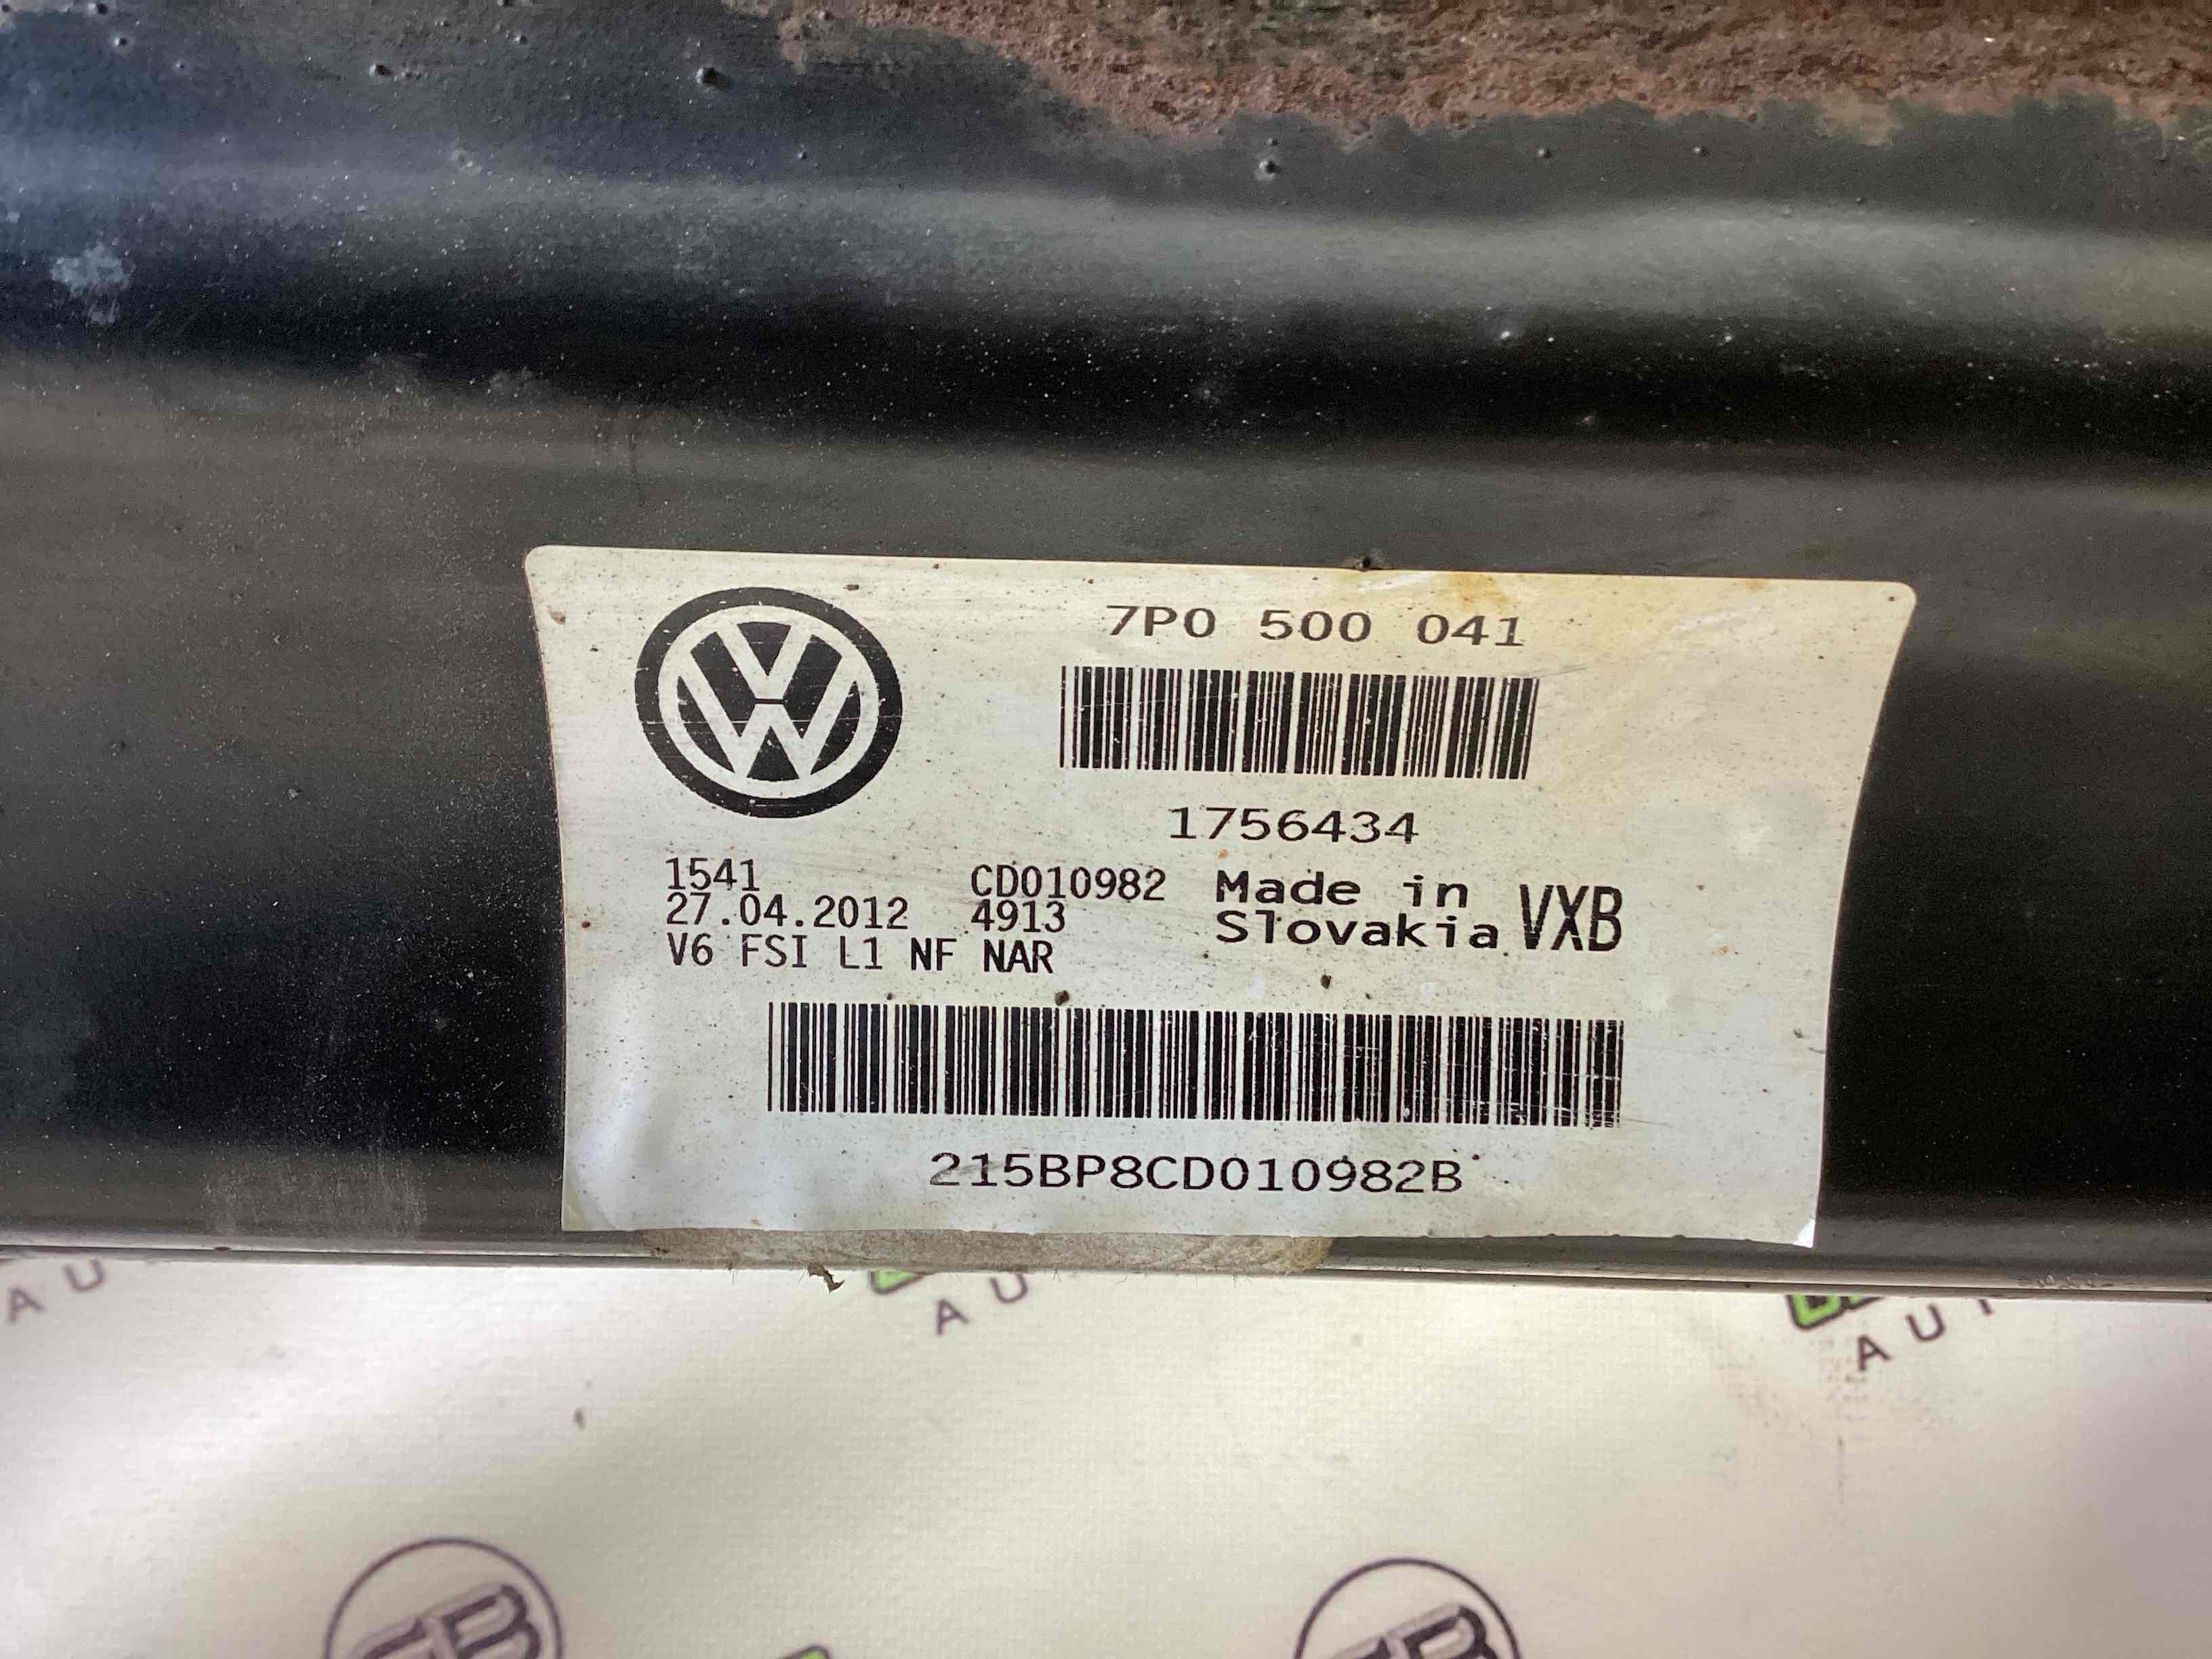 7P0 500 041
1756434
1541 CD010982 Made in VXB
27.04.2012 4913 Slovakia
V6 FSI L1 NF NAR
215BP8CD010982B